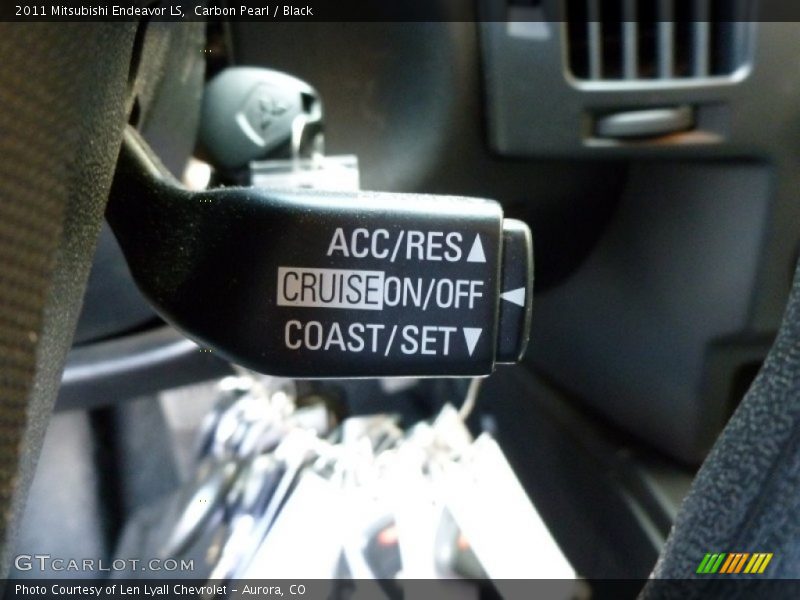 2011 Mitsubishi Endeavor LS, Carbon Pearl / Black
ACC/RES▲
CRUISE ON/OFF ◀
COAST/SET▼
GTCARLOT.COM
Photo Courtesy of Len Lyall Chevrolet - Aurora, CO